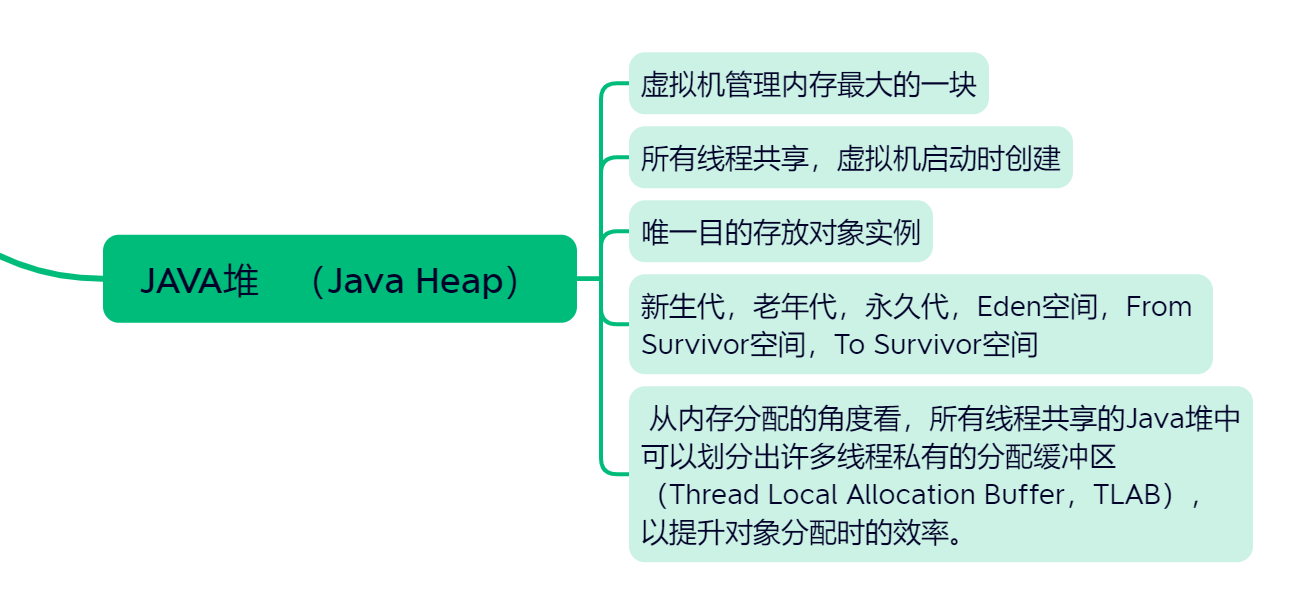 JAVA堆 （Java Heap）
虚拟机管理内存最大的一块
所有线程共享，虚拟机启动时创建
唯一目的存放对象实例
新生代，老年代，永久代，Eden空间，From
Survivor空间，To Survivor空间
从内存分配的角度看，所有线程共享的Java堆中
可以划分出许多线程私有的分配缓冲区
（Thread Local Allocation Buffer，TLAB），
以提升对象分配时的效率。